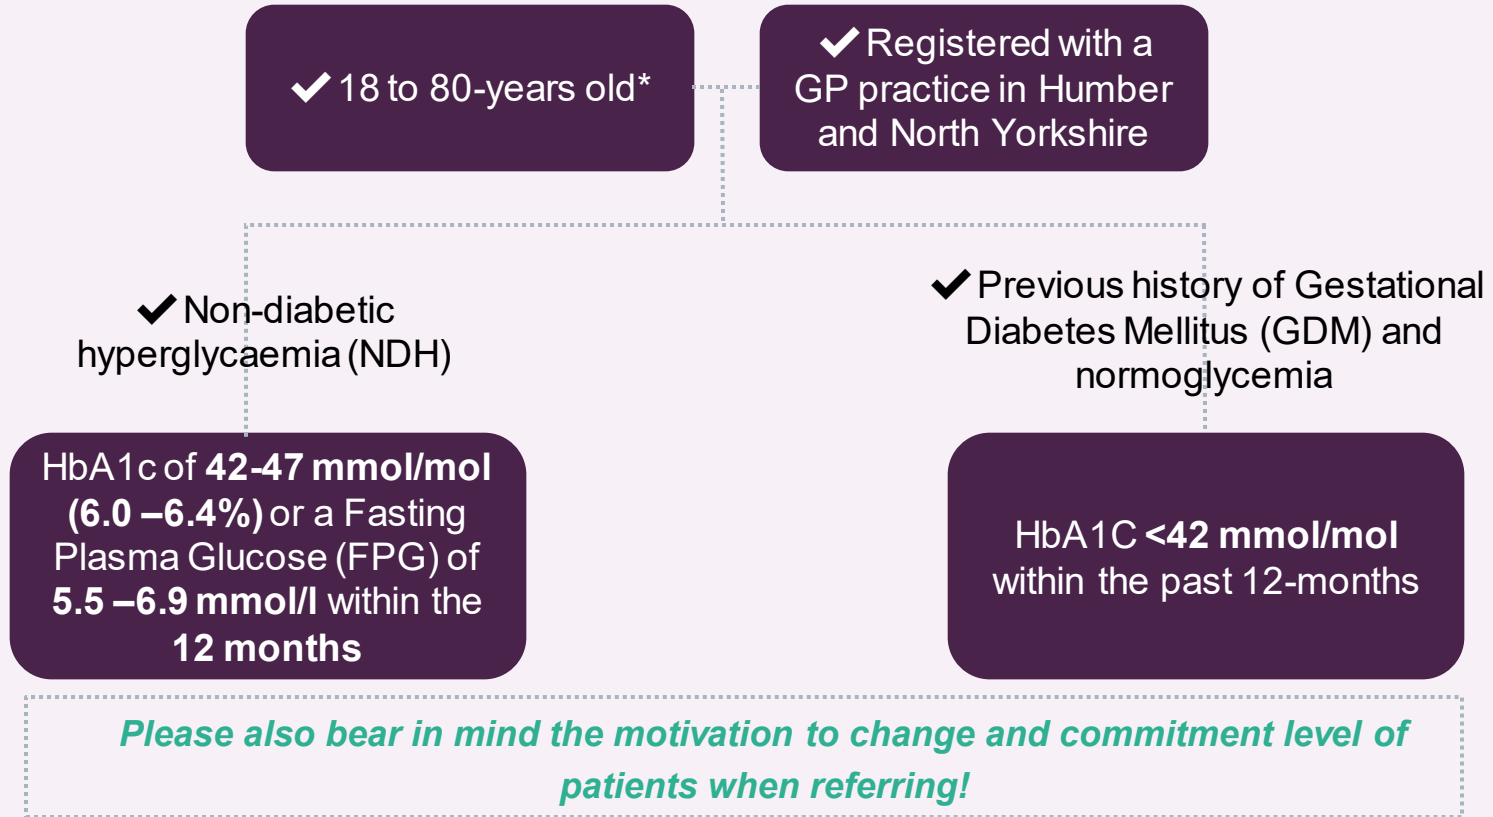 ✔ 18 to 80-years old*
✔ Registered with a
GP practice in Humber
and North Yorkshire
✔ Non-diabetic
hyperglycaemia (NDH)
✔ Previous history of Gestational
Diabetes Mellitus (GDM) and
normoglycemia
HbA1c of 42-47 mmol/mol
(6.0 –6.4%) or a Fasting
Plasma Glucose (FPG) of
5.5 –6.9 mmol/l within the
12 months
HbA1C <42 mmol/mol
within the past 12-months
Please also bear in mind the motivation to change and commitment level of
patients when referring!